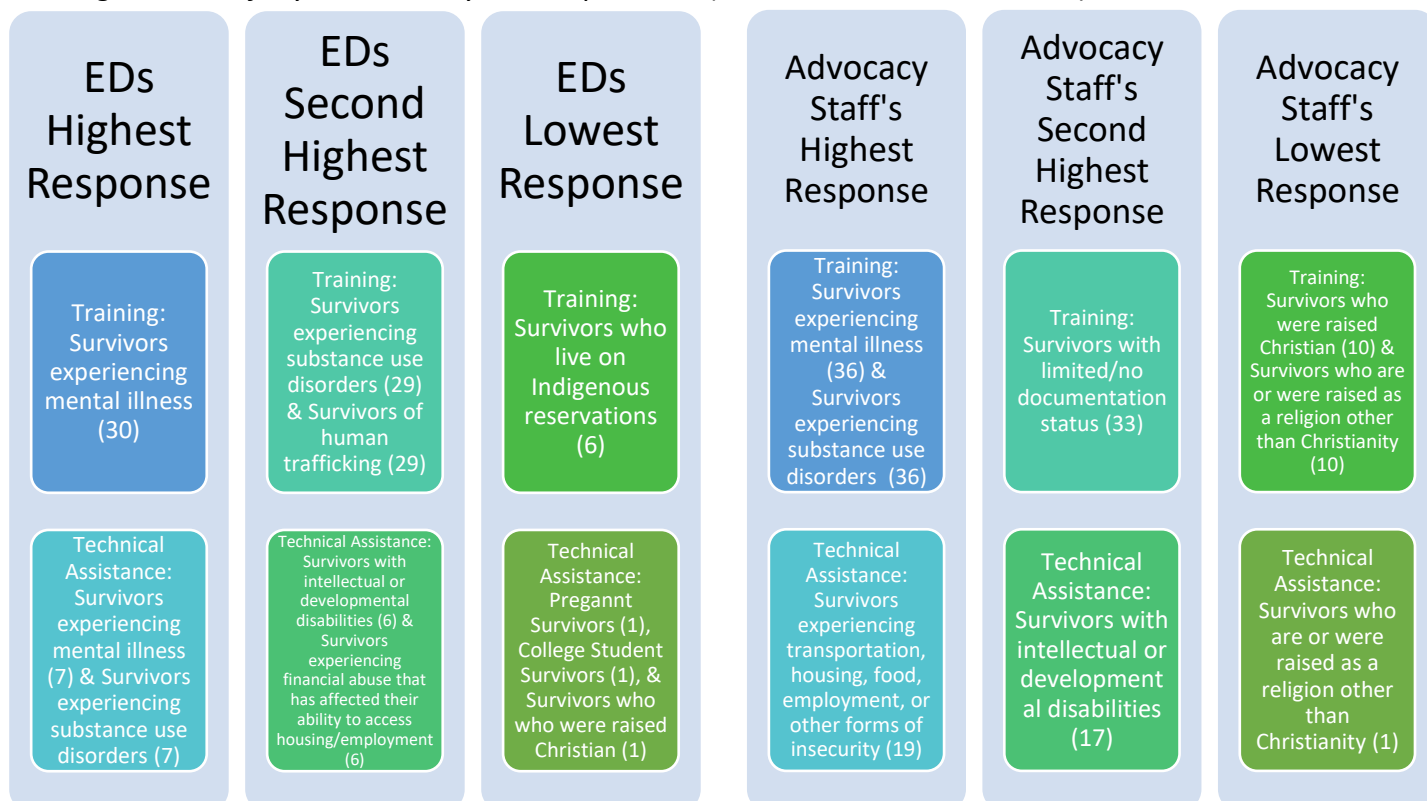 EDs
Highest
Response
Training:
Survivors
experiencing
mental illness
(30)
Technical
Assistance:
Survivors
experiencing
mental illness
(7) & Survivors
experiencing
substance use
disorders (7)
EDs
Second
Highest
Response
Training:
Survivors
experiencing
substance use
disorders (29)
& Survivors of
human
trafficking (29)
Technical Assistance:
Survivors with
intellectual or
developmental
disabilities (6) &
Survivors
experiencing
financial abuse that
has affected their
ability to access
housing/employment
(6)
EDs
Lowest
Response
Training:
Survivors who
live on
Indigenous
reservations
(6)
Technical
Assistance:
Pregannt
Survivors (1),
College Student
Survivors (1), &
Survivors who
who were raised
Christian (1)
Advocacy
Staff's
Highest
Response
Training:
Survivors
experiencing
mental illness
(36) &
Survivors
experiencing
substance use
disorders (36)
Technical
Assistance:
Survivors
experiencing
transportation,
housing, food,
employment, or
other forms of
insecurity (19)
Advocacy
Staff's
Second
Highest
Response
Training:
Survivors with
limited/no
documentation
status (33)
Technical
Assistance:
Survivors with
intellectual or
development
al disabilities
(17)
Advocacy
Staff's
Lowest
Response
Training:
Survivors who
were raised
Christian (10) &
Survivors who are
or were raised as
a religion other
than Christianity
(10)
Technical
Assistance:
Survivors who
are or were
raised as a
religion other
than
Christianity (1)